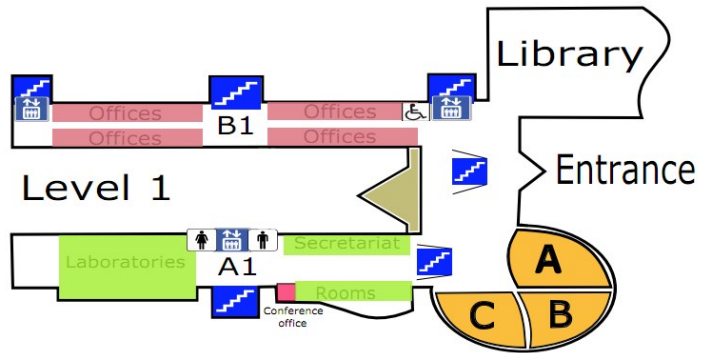 Library
Offices
Offices
B1
Offices
Offices
Entrance
Level 1
Secretariat
Laboratories
A1
A
Rooms
Conference
office
C
B